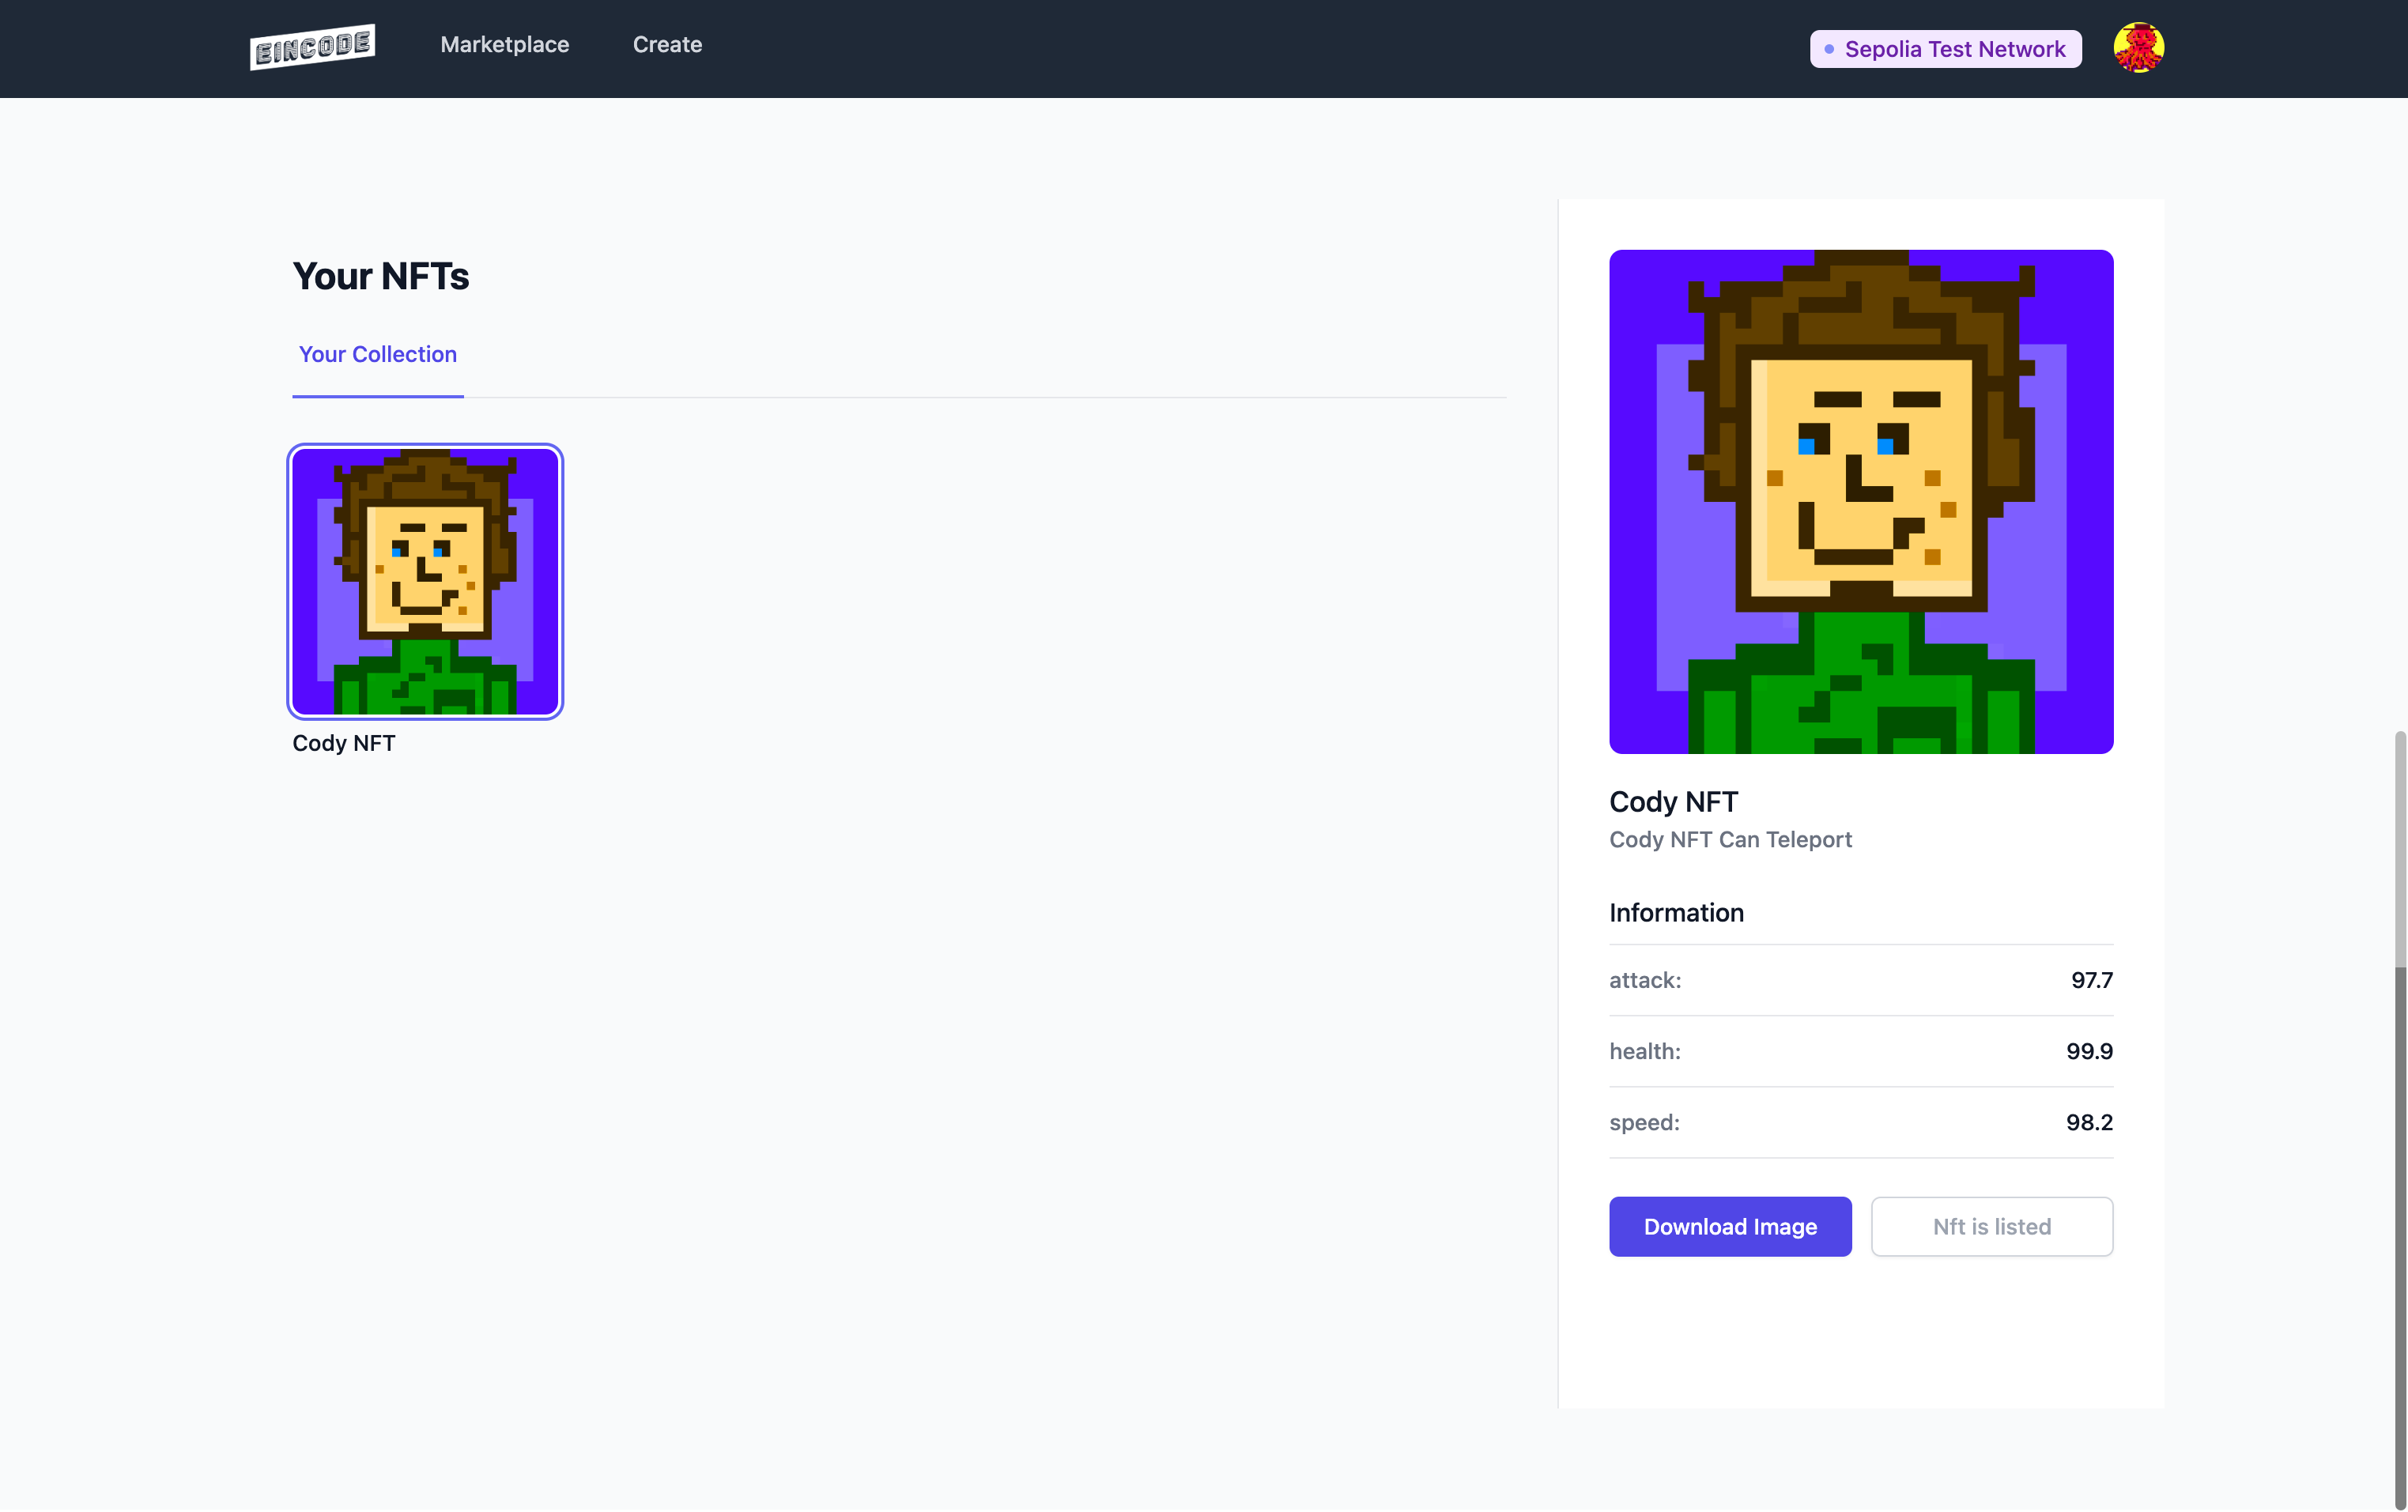 EINCODE
Marketplace
Create
Sepolia Test Network
Your NFTs
Your Collection
Cody NFT
Cody NFT
Cody NFT Can Teleport
Information
attack: 97.7
health: 99.9
speed: 98.2
Download Image
Nft is listed